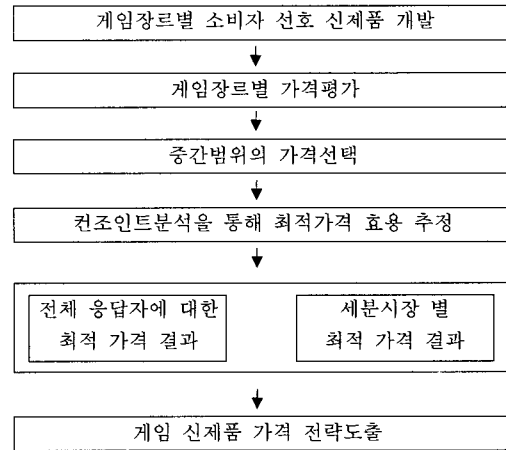 게임장르별 소비자 선호 신제품 개발
게임장르별 가격평가
중간범위의 가격선택
컨조인트분석을 통해 최적가격 효용 추정
전체 응답자에 대한
최적 가격 결과
세분시장 별
최적 가격 결과
게임 신제품 가격 전략도출